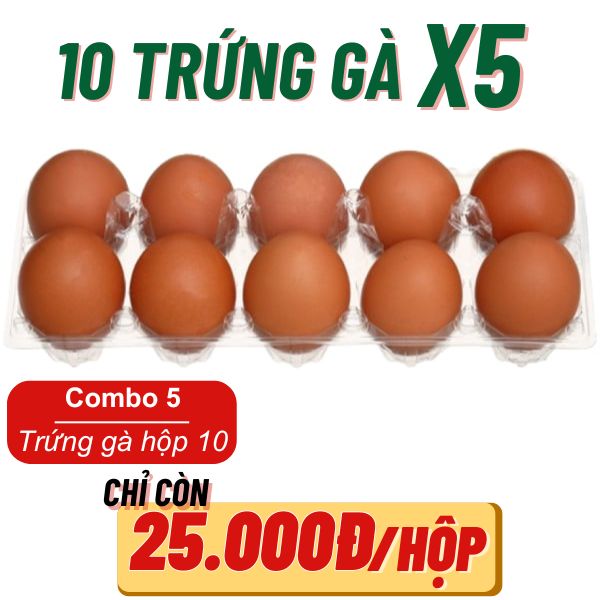 10 TRỨNG GÀ X5
Combo 5
Trứng gà hộp 10
CHỈ CÒN
25.000Đ/HỘP